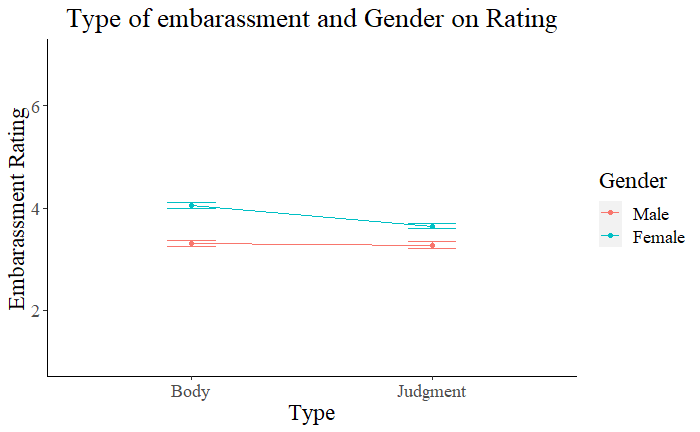 Type of embarassment and Gender on Rating
Embarassment Rating
6
4
2
Body
Judgment
Type
Gender
Male
Female